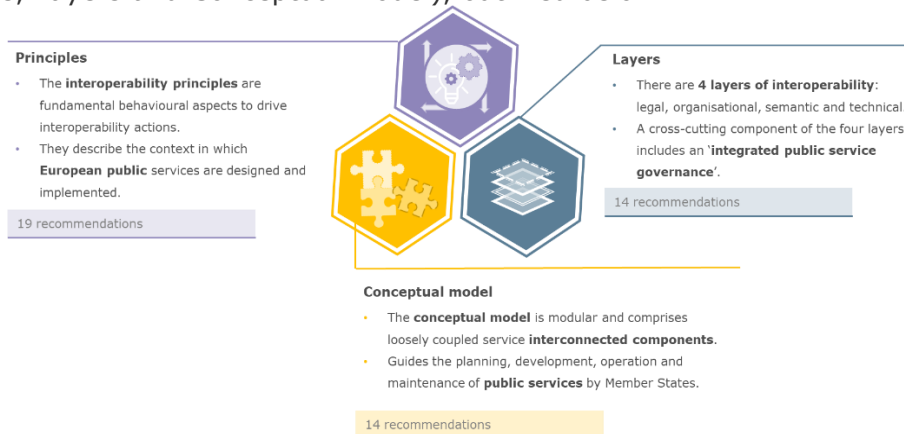 Principles
• The interoperability principles are
fundamental behavioural aspects to drive
interoperability actions.
• They describe the context in which
European public services are designed and
implemented.
19 recommendations
Layers
• There are 4 layers of interoperability:
legal, organisational, semantic and technical.
• A cross-cutting component of the four layers
includes an ‘integrated public service
governance’.
14 recommendations
Conceptual model
• The conceptual model is modular and comprises
loosely coupled service interconnected components.
• Guides the planning, development, operation and
maintenance of public services by Member States.
14 recommendations